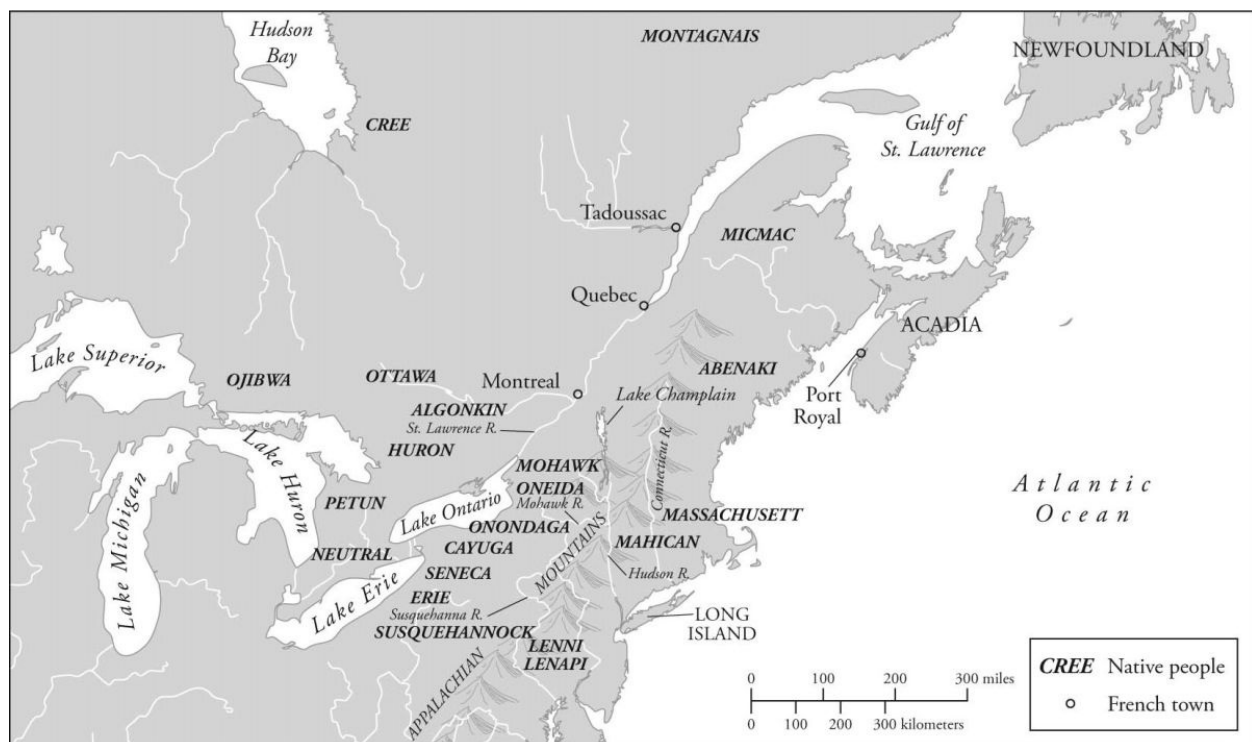 Hudson
Bay
MONTAGNAIS
NEWFOUNDLAND
CREE
Gulf of
St. Lawrence
Tadoussac
MICMAC
Quebec
ACADIA
Lake Superior
OJIBWA
OTTAWA
Montreal
ABENAKI
Port
Royal
Lake Champlain
ALGONKIN
St. Lawrence R.
HURON
Lake Huron
Lake Michigan
MOHAWK
Connecticut R.
ONEIDA
Mohawk R.
PETUN
Lake Ontario
Atlantic
Ocean
MASSACHUSETT
ONONDAGA
NEUTRAL
CAYUGA
MAHICAN
SENECA
Hudson R.
Lake Erie
ERIE
Susquehanna R.
SUSQUEHANNOCK
LONG
ISLAND
LENNI
LENAPI
APPALACHIAN MOUNTAINS
0 100 200 300 miles
0 100 200 300 kilometers
CREE Native people
French town